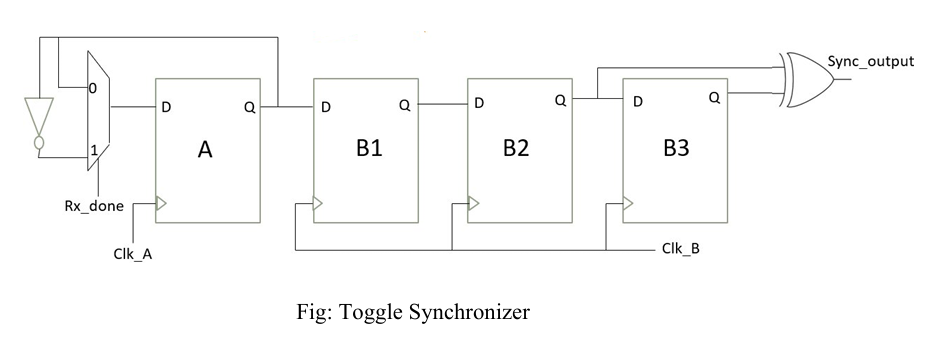 0
1
Rx_done
Clk_A
D
Q
A
D
Q
B1
D
Q
B2
D
Q
B3
Clk_B
Sync_output
Fig: Toggle Synchronizer